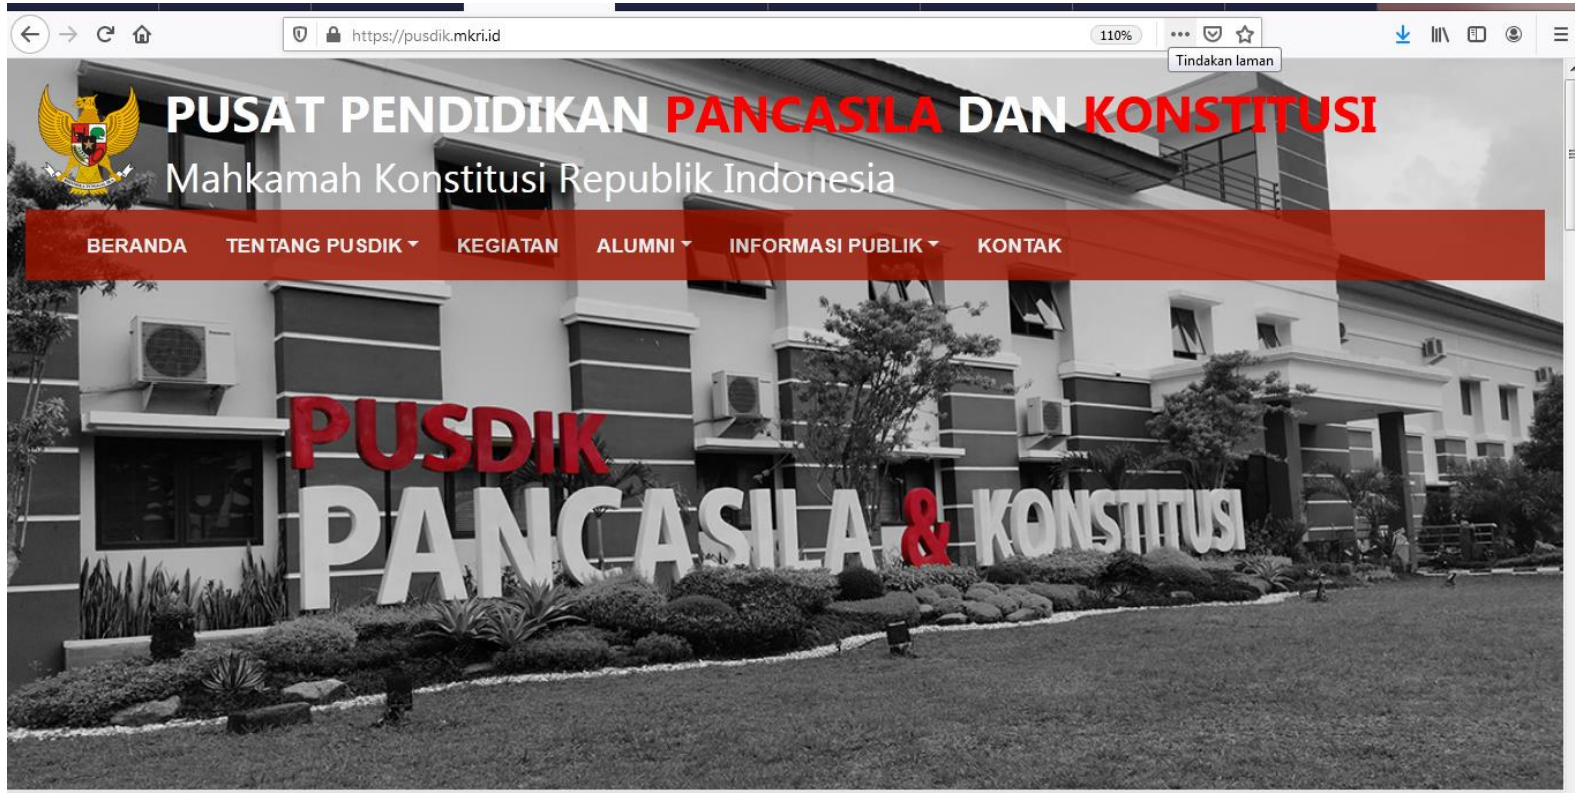 https://pusdik.mkri.id
110%
Tindakan laman
PUSAT PENDIDIKAN PANCASILA DAN KONSTITUSI
Mahkamah Konstitusi Republik Indonesia
BERANDA TENTANG PUSDIK KEGIATAN ALUMNI INFORMASI PUBLIK KONTAK
PUSDIK
PANCASILA & KONSTITUSI